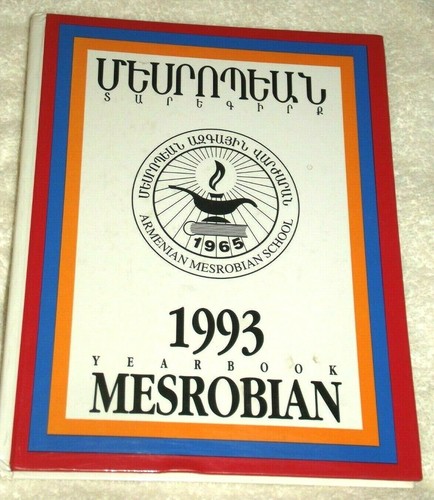 ՄԵՍՐՈՊԵԱՆ
ՏԱՐԵԳԻՐՔ
ՄԵՍՐՈՊԵԱՆ ԱԶԳԱՅԻՆ ՎԱՐԺԱՐԱՆ
1965
ARMENIAN MESROBIAN SCHOOL
1993
YEARBOOK
MESROBIAN